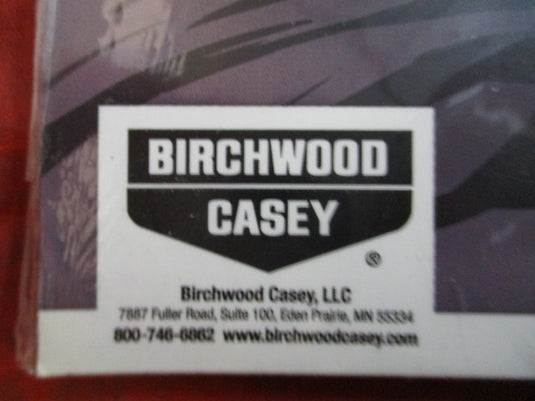 BIRCHWOOD
CASEY
®
Birchwood Casey, LLC
7887 Fuller Road, Suite 100, Eden Prairie, MN 55334
800-746-6862 www.birchwoodcasey.com